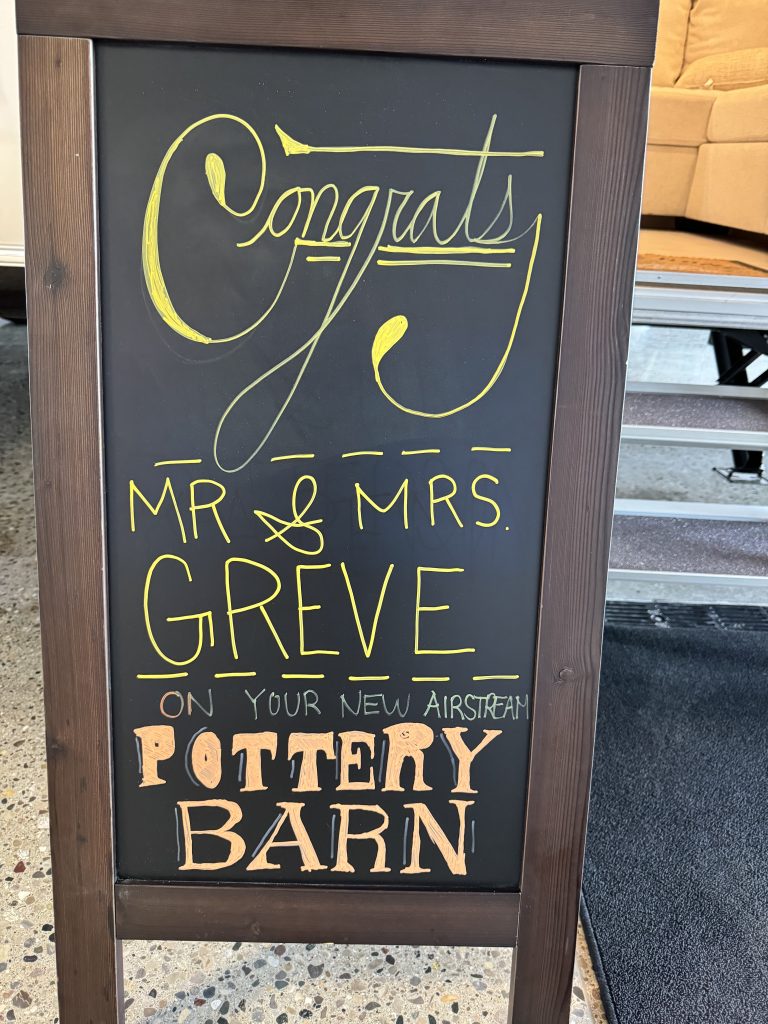 Congrats
MR & MRS.
GREVE
ON YOUR NEW AIRSTREAM
POTTERY
BARN